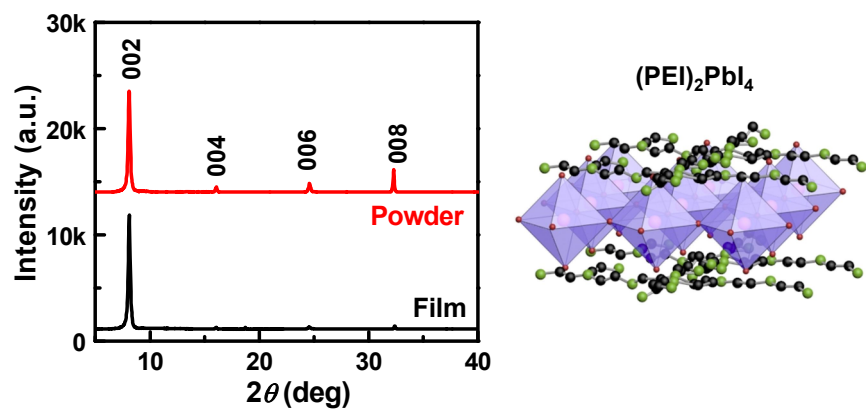 30k
20k
10k
0
Intensity (a.u.)
002
004
006
008
Powder
Film
10
20
30
40
2θ (deg)
(PEI)₂PbI₄